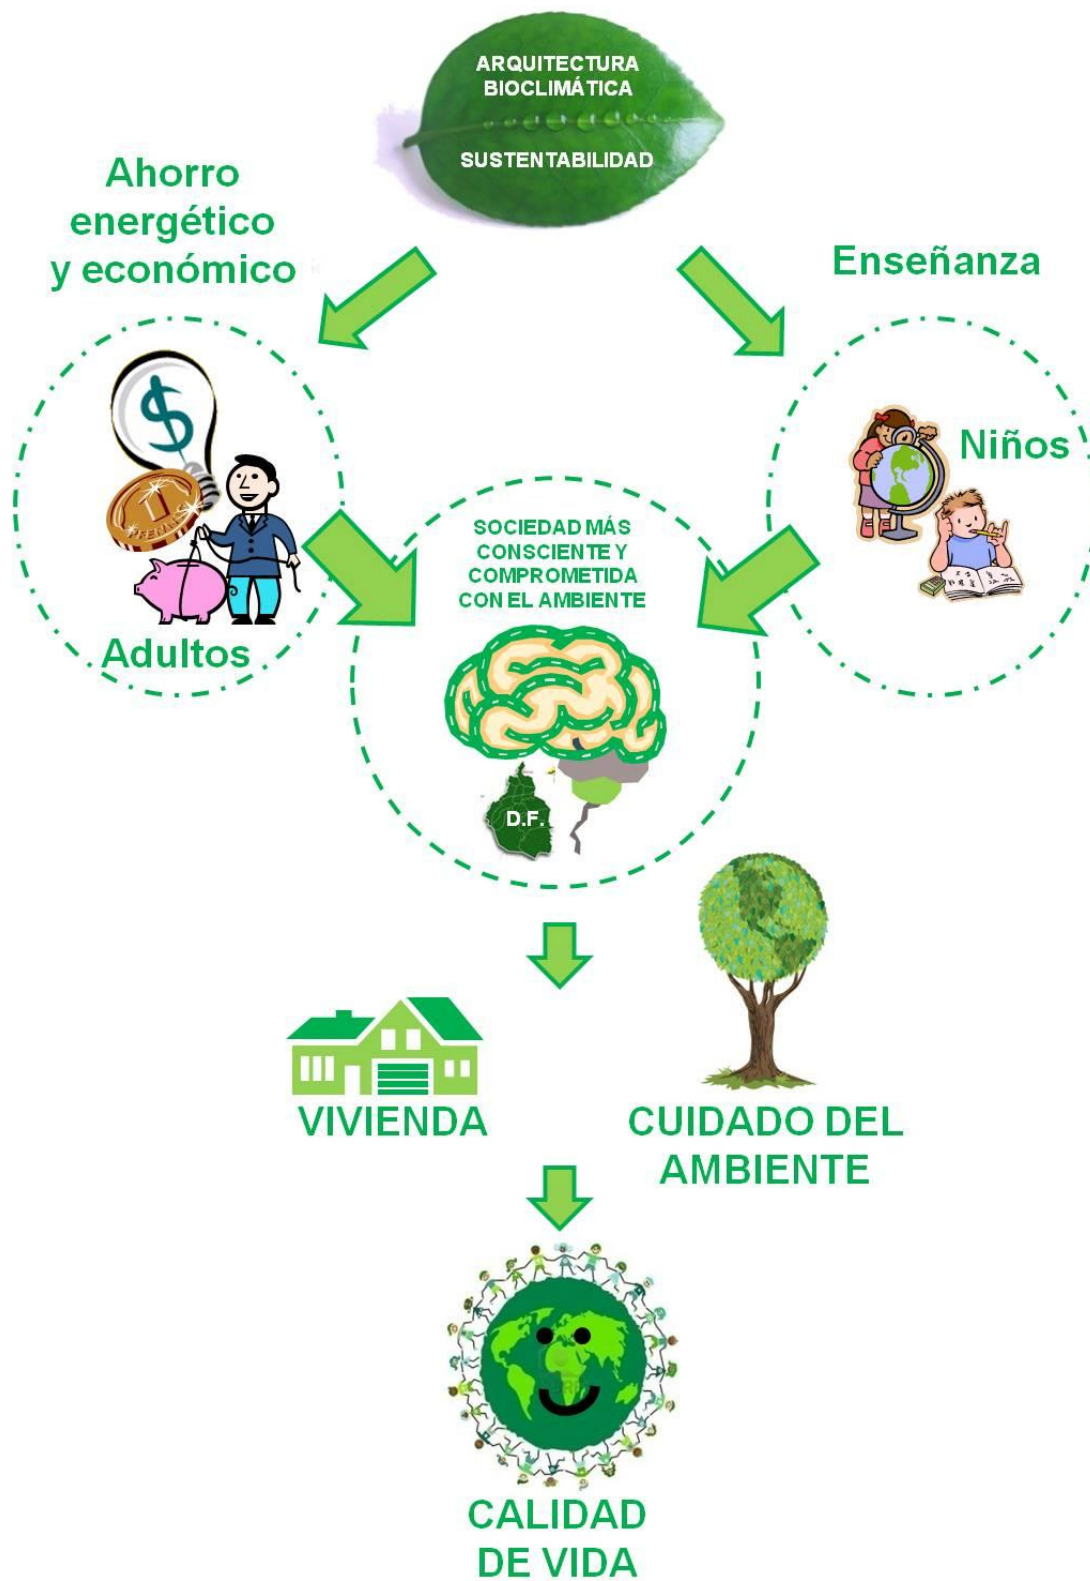 ARQUITECTURA
BIOCLIMÁTICA
SUSTENTABILIDAD
Ahorro
energético
y económico
Enseñanza
Niños
Adultos
SOCIEDAD MÁS
CONSCIENTE Y
COMPROMETIDA
CON EL AMBIENTE
D.F.
VIVIENDA
CUIDADO DEL
AMBIENTE
CALIDAD
DE VIDA